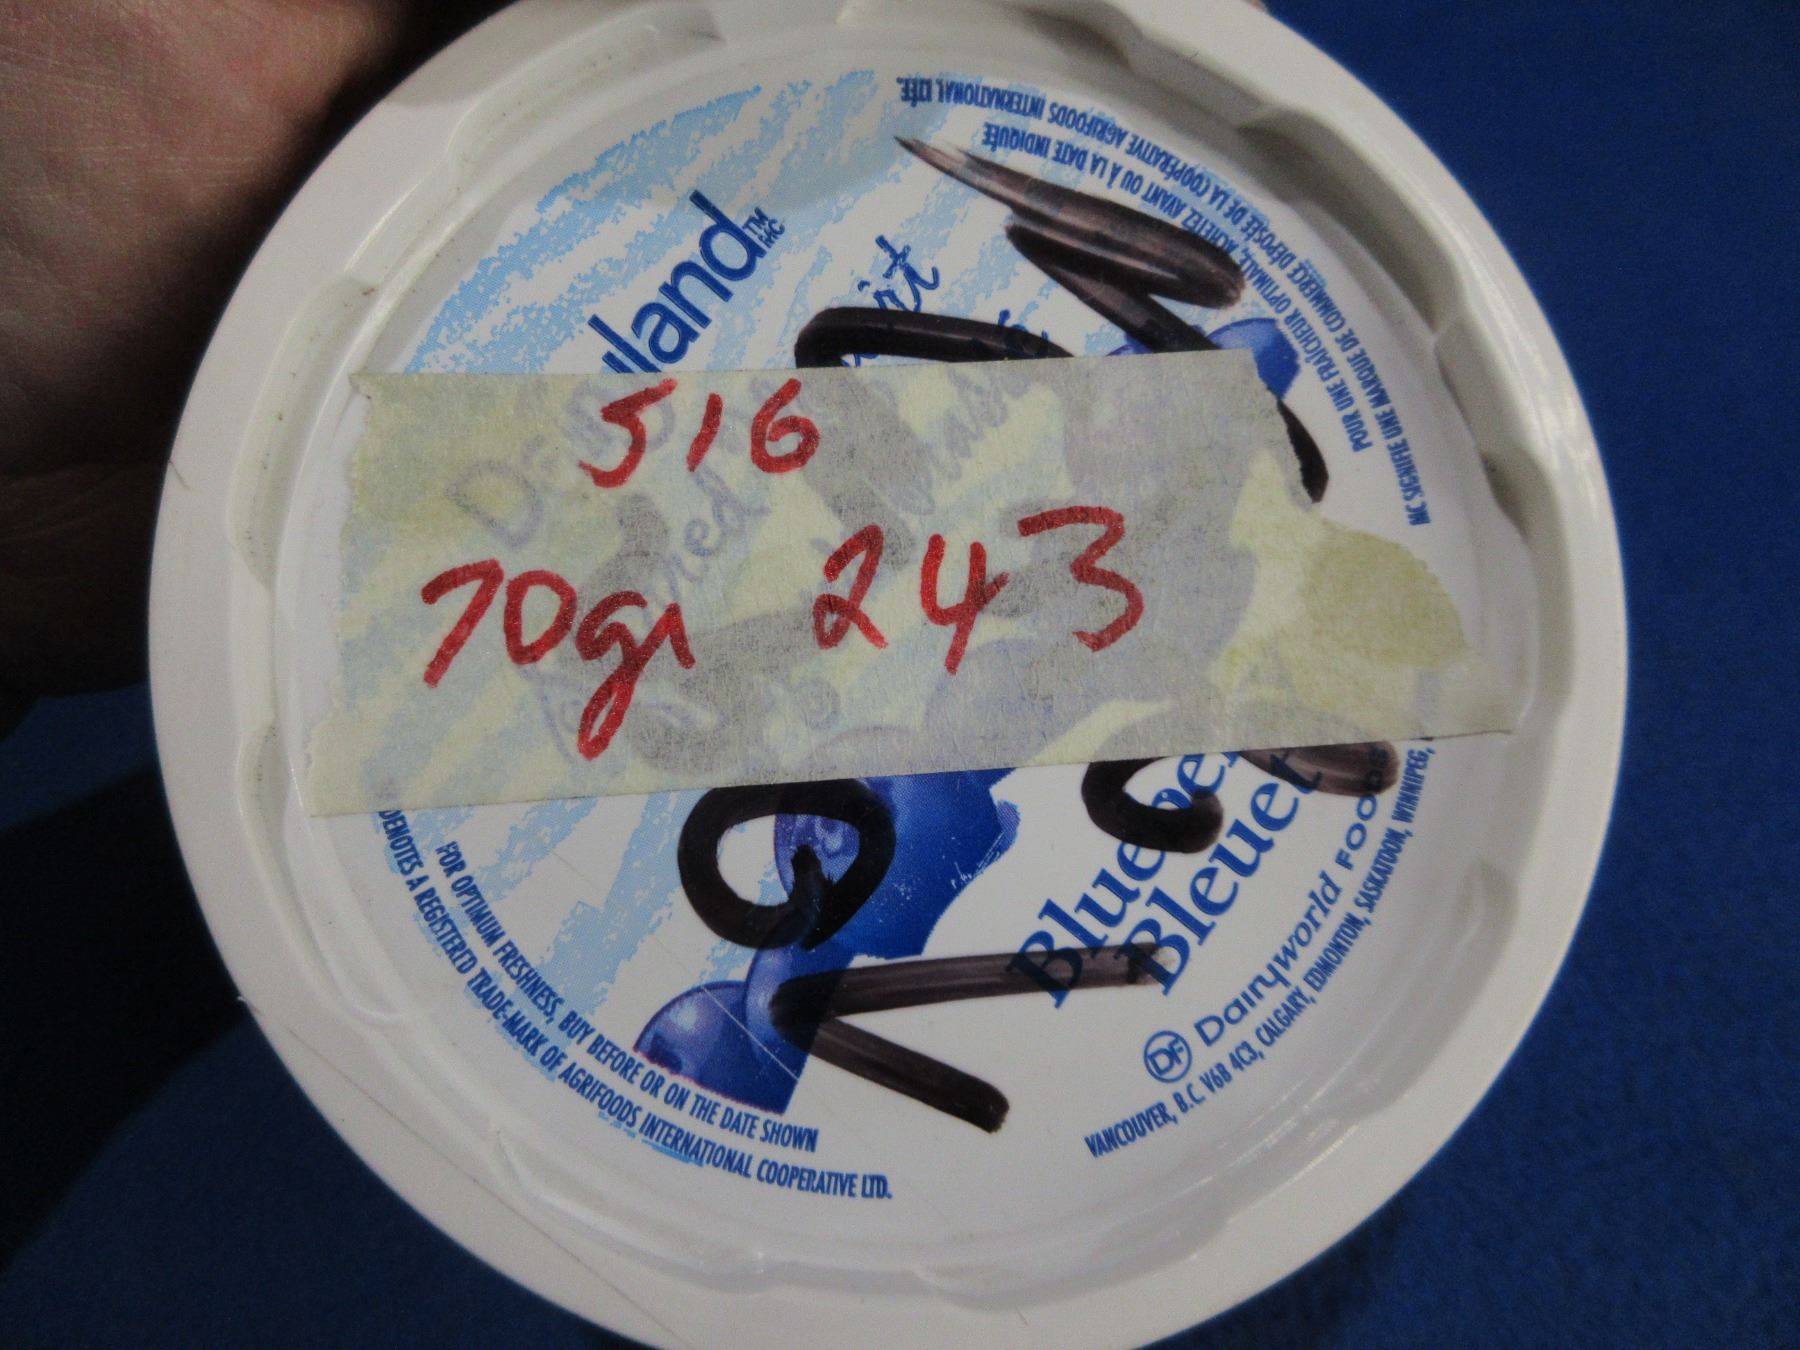 516
70gr 243
Dairyland TM MC
Blueberry
Bleuet
DF Dairyworld FOODS
VANCOUVER, B.C. V6B 4C3, CALGARY, EDMONTON, SASKATOON, WINNIPEG,
FOR OPTIMUM FRESHNESS, BUY BEFORE OR ON THE DATE SHOWN
DENOTES A REGISTERED TRADE-MARK OF AGRIFOODS INTERNATIONAL COOPERATIVE LTD.
POUR UNE FRAÎCHEUR OPTIMALE, ACHETEZ AVANT OU À LA DATE INDIQUÉE
MC SIGNIFIE UNE MARQUE DE COMMERCE DÉPOSÉE DE LA COOPÉRATIVE AGRIFOODS INTERNATIONAL LTÉE.